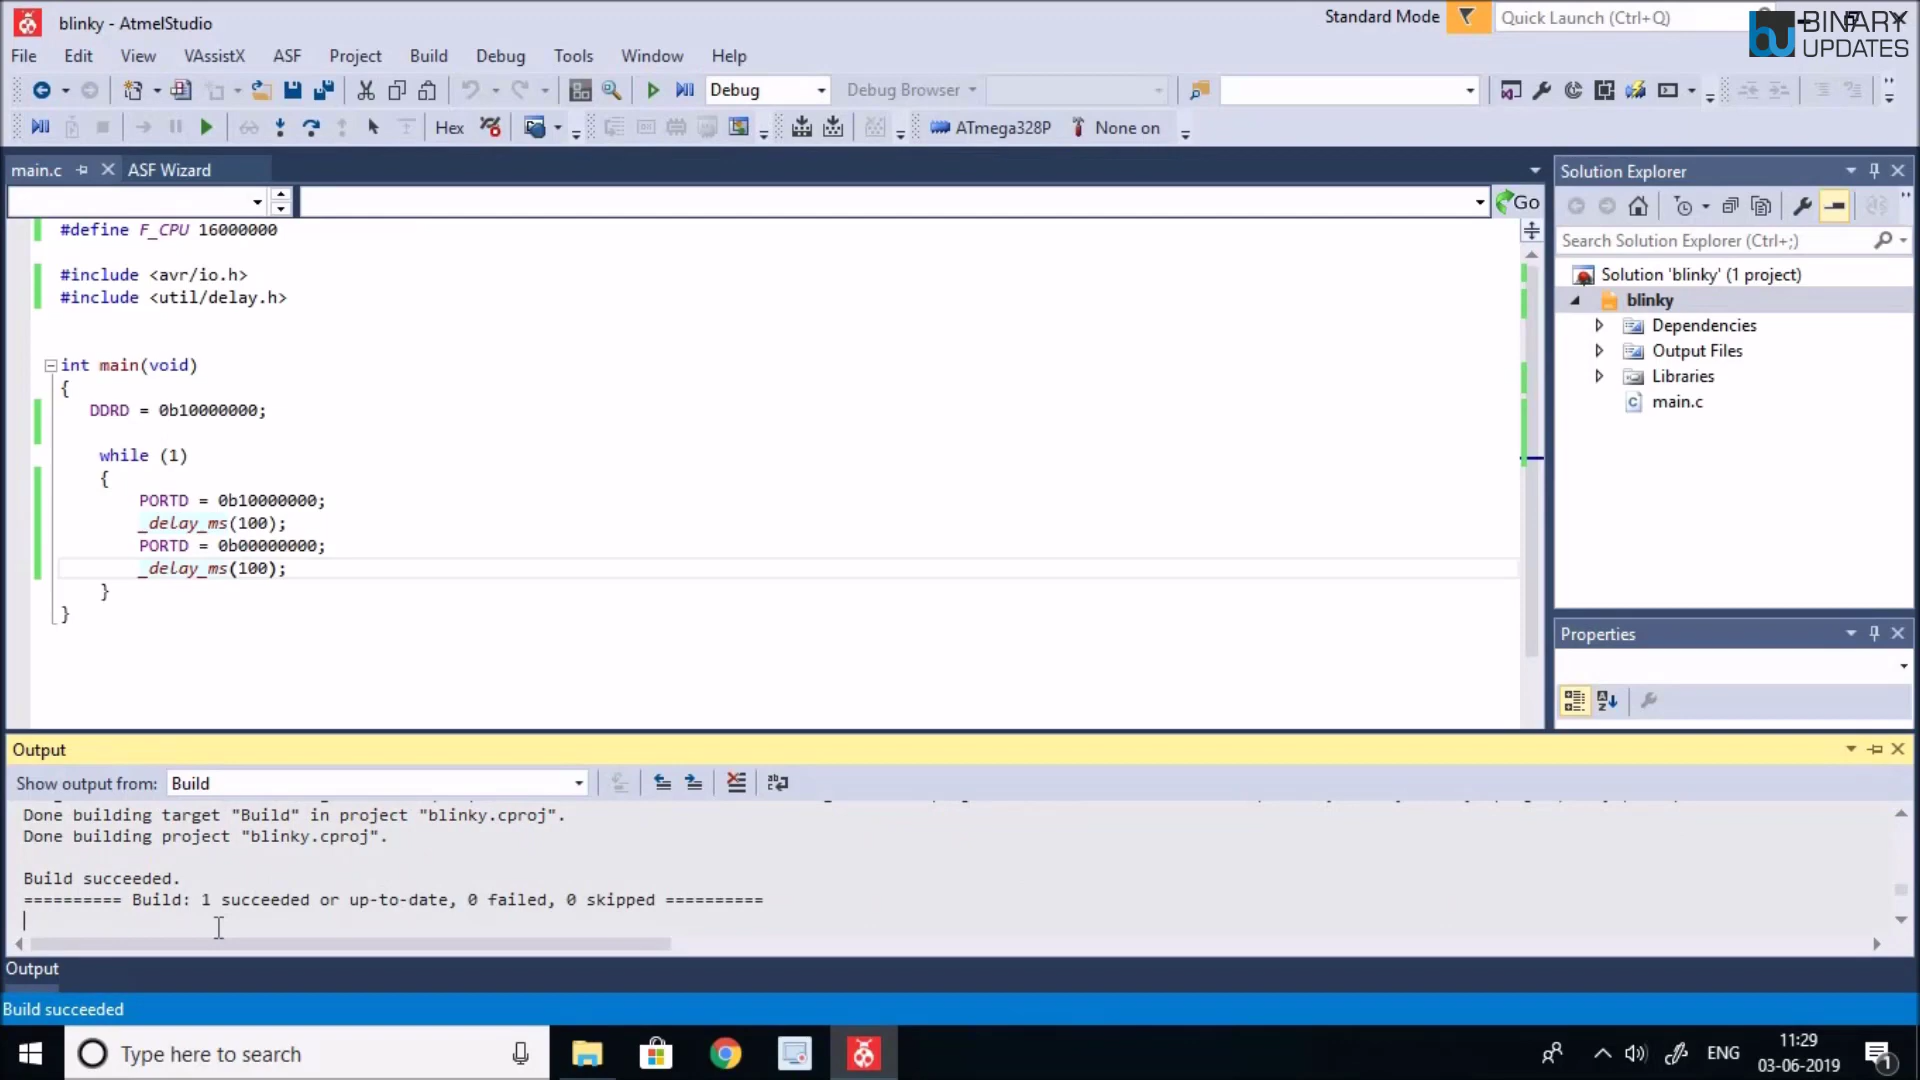 blinky - AtmelStudio
Standard Mode
Quick Launch (Ctrl+Q)
BINARY
UPDATES
File Edit View VAssistX ASF Project Build Debug Tools Window Help
Debug
Debug Browser
Hex
ATmega328P
None on
main.c
ASF Wizard
Go
#define F_CPU 16000000
#include <avr/io.h>
#include <util/delay.h>
int main(void)
{
DDRD = 0b10000000;
while (1)
{
PORTD = 0b10000000;
_delay_ms(100);
PORTD = 0b00000000;
_delay_ms(100);
}
}
Solution Explorer
Search Solution Explorer (Ctrl+;)
Solution 'blinky' (1 project)
blinky
Dependencies
Output Files
Libraries
main.c
Properties
Output
Show output from: Build
Done building target "Build" in project "blinky.cproj".
Done building project "blinky.cproj".
Build succeeded.
========== Build: 1 succeeded or up-to-date, 0 failed, 0 skipped ==========
Output
Build succeeded
Type here to search
ENG
11:29
03-06-2019
1